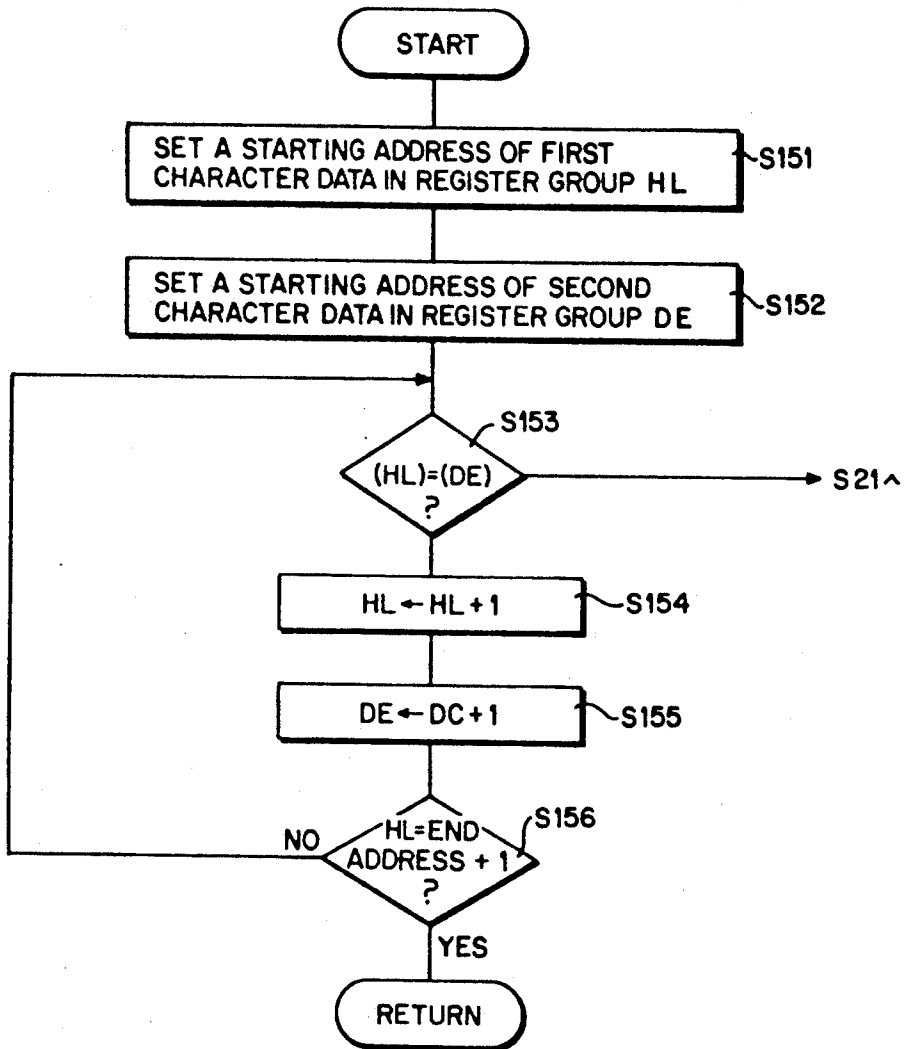 START
SET A STARTING ADDRESS OF FIRST
CHARACTER DATA IN REGISTER GROUP HL
S151
SET A STARTING ADDRESS OF SECOND
CHARACTER DATA IN REGISTER GROUP DE
S152
S153
(HL)=(DE)
?
S21^
HL←HL+1
S154
DE←DC+1
S155
S156
HL=END
ADDRESS + 1
?
NO
YES
RETURN